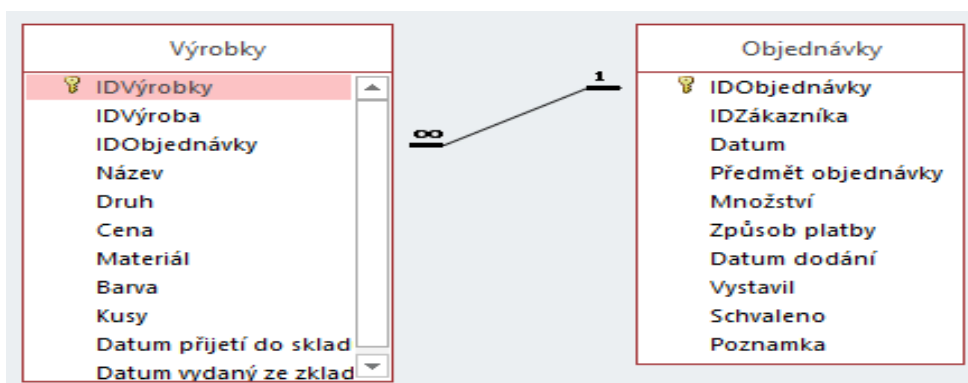 Výrobky
IDVýrobky
IDVýroba
IDObjednávky
Název
Druh
Cena
Materiál
Barva
Kusy
Datum přijetí do sklad
Datum vydaný ze zklad
∞
1
Objednávky
IDObjednávky
IDZákazníka
Datum
Předmět objednávky
Množství
Způsob platby
Datum dodání
Vystavil
Schvaleno
Poznamka